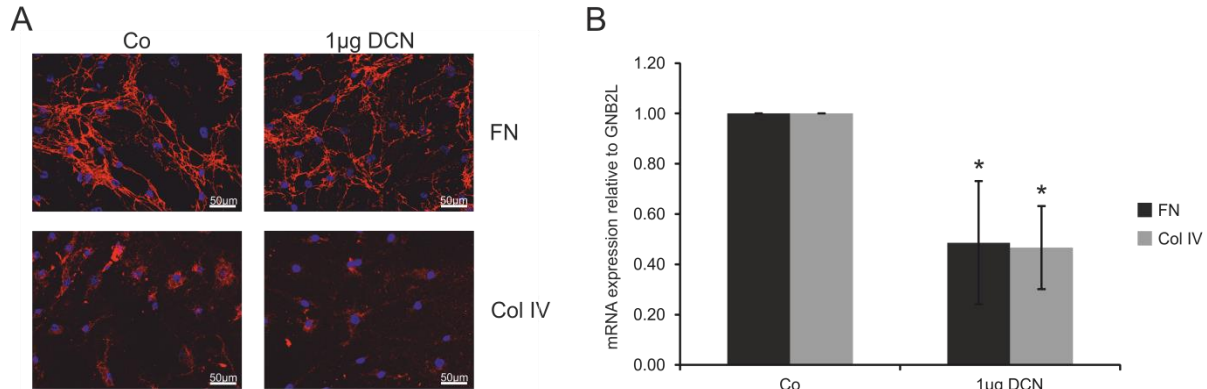 A
Co
1µg DCN
FN
50µm
50µm
Col IV
50µm
50µm
B
mRNA expression relative to GNB2L
1.20
1.00
0.80
0.60
0.40
0.20
0.00
*
*
FN
Col IV
Co
1µg DCN